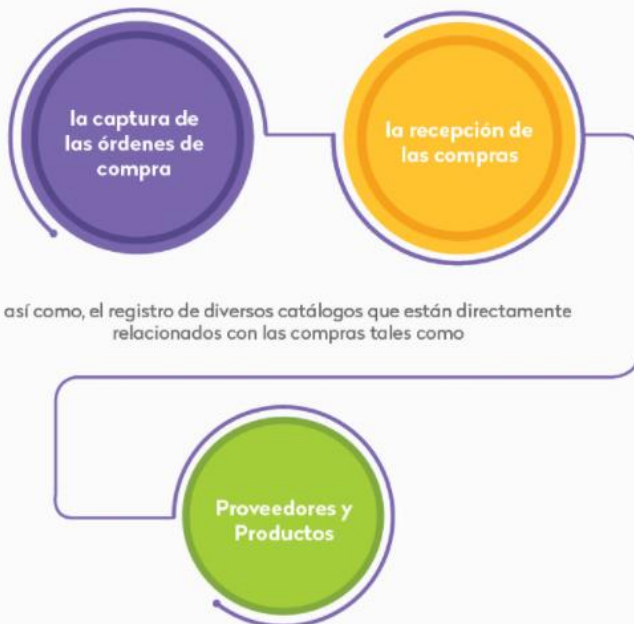 la captura de
las órdenes de
compra
la recepción de
las compras
así como, el registro de diversos catálogos que están directamente
relacionados con las compras tales como
Proveedores y
Productos